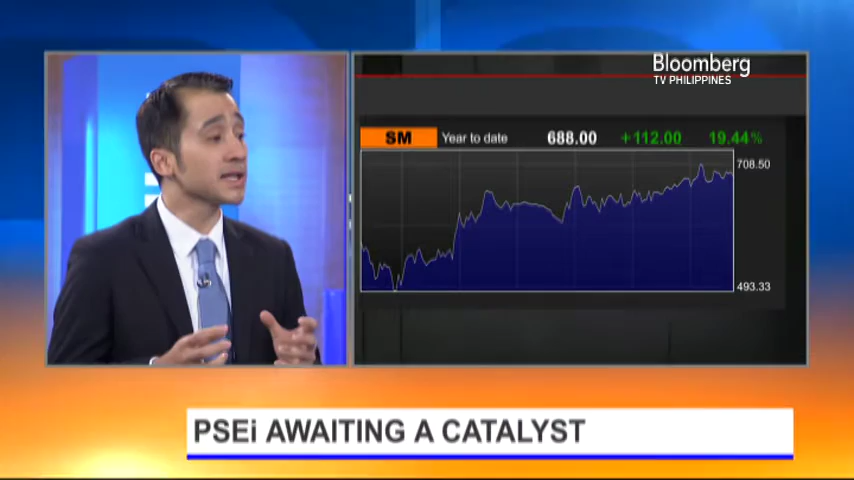 Bloomberg
TV PHILIPPINES
SM Year to date 688.00 +112.00 19.44%
708.50
493.33
PSEi AWAITING A CATALYST